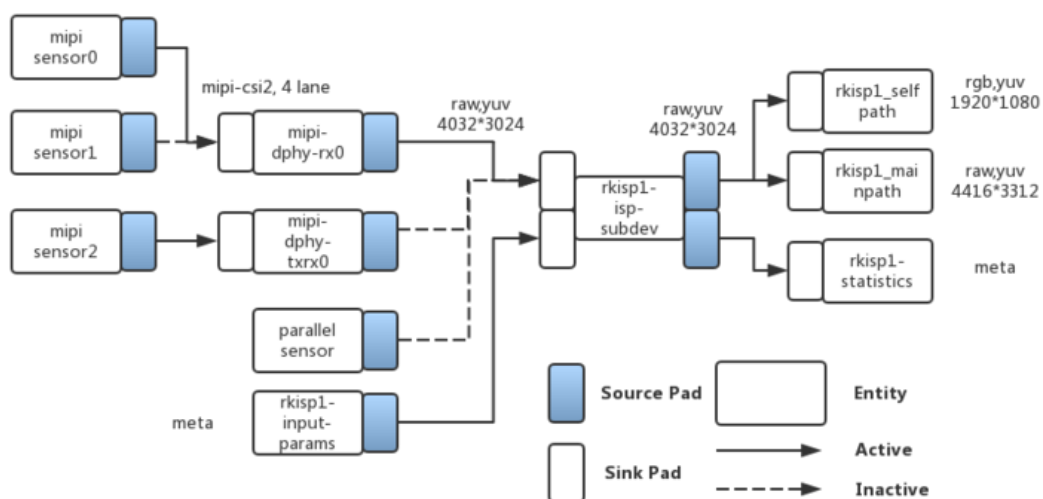 mipi
sensor0
mipi-csi2, 4 lane
mipi
sensor1
mipi-
dphy-rx0
raw,yuv
4032*3024
mipi
sensor2
mipi-
dphy-
txrx0
parallel
sensor
meta
rkisp1-
input-
params
rkisp1-
isp-
subdev
raw,yuv
4032*3024
rkisp1_self
path
rgb,yuv
1920*1080
rkisp1_mai
npath
raw,yuv
4416*3312
rkisp1-
statistics
meta
Source Pad
Entity
Sink Pad
Active
Inactive